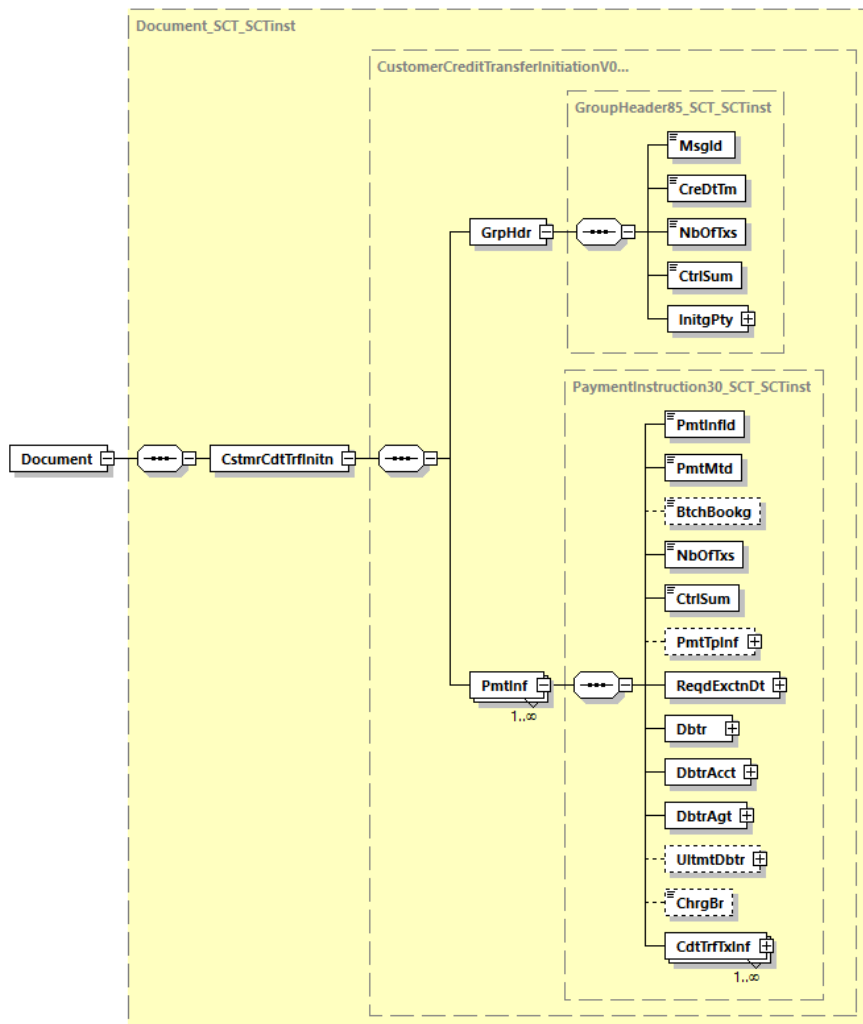 Document_SCT_SCTinst
CustomerCreditTransferInitiationV0...
GroupHeader85_SCT_SCTinst
MsgId
CreDtTm
GrpHdr
NbOfTxs
CtrlSum
InitgPty
PaymentInstruction30_SCT_SCTinst
PmtInfId
Document
CstmrCdtTrfInitn
PmtMtd
BtchBookg
NbOfTxs
CtrlSum
PmtTpInf
PmtInf
1..∞
ReqdExctnDt
Dbtr
DbtrAcct
DbtrAgt
UltmtDbtr
ChrgBr
CdtTrfTxInf
1..∞